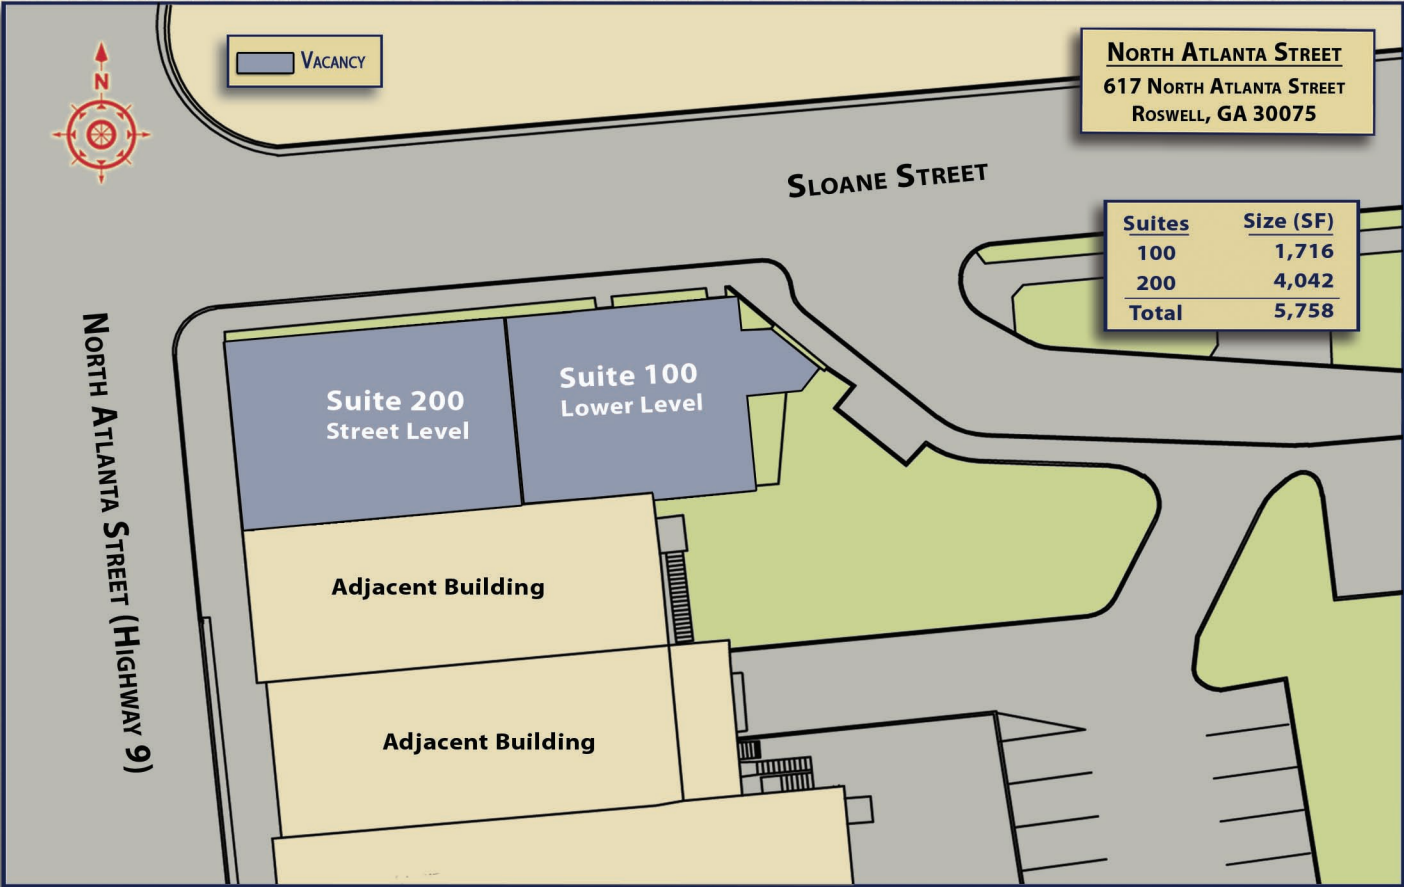 N
VACANCY
NORTH ATLANTA STREET
617 NORTH ATLANTA STREET
ROSWELL, GA 30075
SLOANE STREET
Suites Size (SF)
100 1,716
200 4,042
Total 5,758
NORTH ATLANTA STREET (HIGHWAY 9)
Suite 200
Street Level
Suite 100
Lower Level
Adjacent Building
Adjacent Building